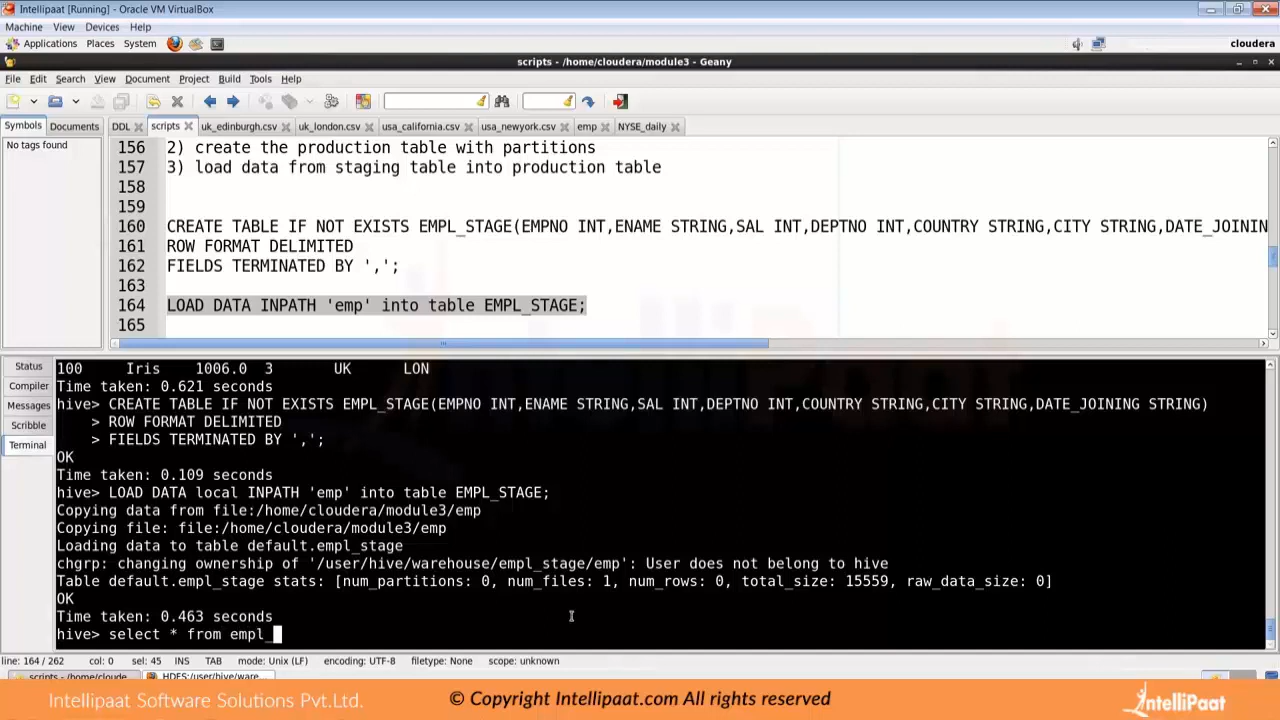 Intellipaat [Running] - Oracle VM VirtualBox
Machine View Devices Help
Applications Places System cloudera
scripts - /home/cloudera/module3 - Geany
File Edit Search View Document Project Build Tools Help
Symbols Documents DDL scripts uk_edinburgh.csv uk_london.csv usa_california.csv usa_newyork.csv emp NYSE_daily
No tags found
156 2) create the production table with partitions
157 3) load data from staging table into production table
158
159
160 CREATE TABLE IF NOT EXISTS EMPL_STAGE(EMPNO INT,ENAME STRING,SAL INT,DEPTNO INT,COUNTRY STRING,CITY STRING,DATE_JOININ
161 ROW FORMAT DELIMITED
162 FIELDS TERMINATED BY ',';
163
164 LOAD DATA INPATH 'emp' into table EMPL_STAGE;
165
Status
Compiler
Messages
Scribble
Terminal
100 Iris 1006.0 3 UK LON
Time taken: 0.621 seconds
hive> CREATE TABLE IF NOT EXISTS EMPL_STAGE(EMPNO INT,ENAME STRING,SAL INT,DEPTNO INT,COUNTRY STRING,CITY STRING,DATE_JOINING STRING)
> ROW FORMAT DELIMITED
> FIELDS TERMINATED BY ',';
OK
Time taken: 0.109 seconds
hive> LOAD DATA local INPATH 'emp' into table EMPL_STAGE;
Copying data from file:/home/cloudera/module3/emp
Copying file: file:/home/cloudera/module3/emp
Loading data to table default.empl_stage
chgrp: changing ownership of '/user/hive/warehouse/empl_stage/emp': User does not belong to hive
Table default.empl_stage stats: [num_partitions: 0, num_files: 1, num_rows: 0, total_size: 15559, raw_data_size: 0]
OK
Time taken: 0.463 seconds
hive> select * from empl_
line: 164 / 262 col: 0 sel: 45 INS TAB mode: Unix (LF) encoding: UTF-8 filetype: None scope: unknown
scripts - /home/cloude... HDFS:/user/hive/ware...
Intellipaat Software Solutions Pvt.Ltd. © Copyright Intellipaat.com All rights reserved IntelliPaat